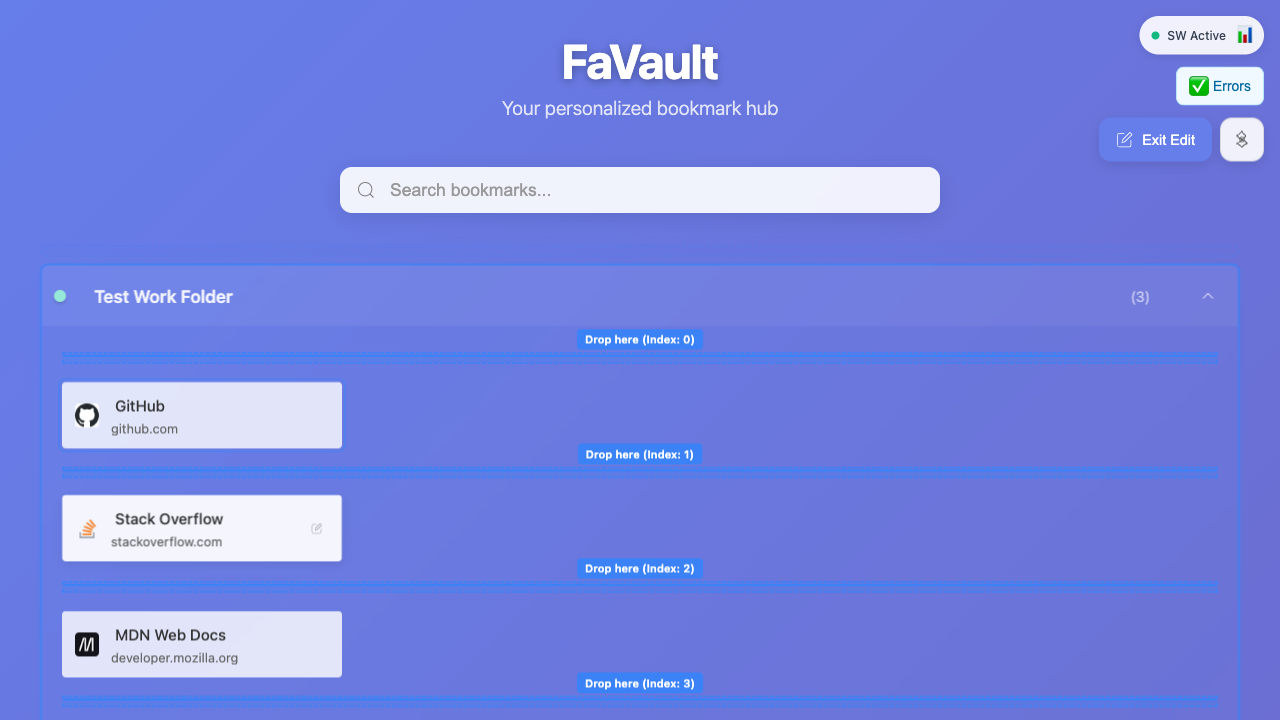 FaVault
Your personalized bookmark hub
SW Active
Errors
Exit Edit
Search bookmarks...
Test Work Folder
(3)
Drop here (Index: 0)
GitHub
github.com
Drop here (Index: 1)
Stack Overflow
stackoverflow.com
Drop here (Index: 2)
MDN Web Docs
developer.mozilla.org
Drop here (Index: 3)